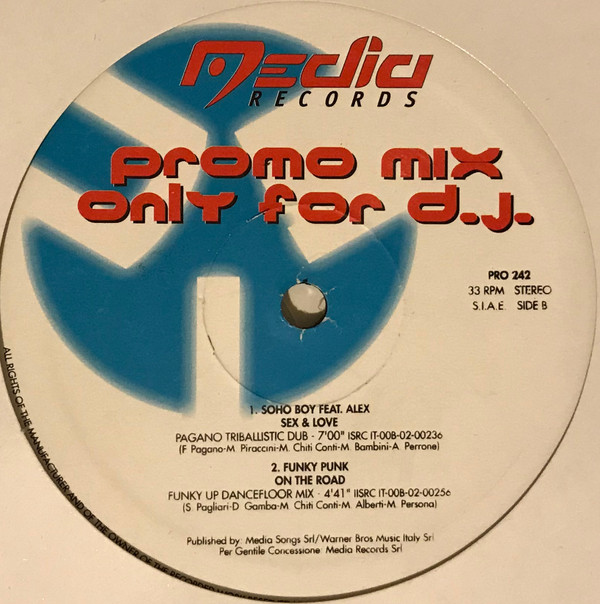 Media
RECORDS
promo mix
only for d.j.
PRO 242
33 RPM STEREO
S.I.A.E. SIDE B
1. SOHO BOY FEAT. ALEX
SEX & LOVE
PAGANO TRIBALLISTIC DUB - 7'00" ISRC IT-00B-02-00236
(F Pagano-M. Piraccini-M. Chiti Conti-M. Bambini-A. Perrone)
2. FUNKY PUNK
ON THE ROAD
FUNKY UP DANCEFLOOR MIX - 4'41" IISRC IT-00B-02-00256
(S. Pagliari-D Gamba-M. Chiti Conti-M. Alberti-M. Persona)
Published by: Media Songs Srl/Warner Bros Music Italy Srl
Per Gentile Concessione: Media Records Srl
ALL RIGHTS OF THE MANUFACTURER AND OF THE OWNER OF THE RECORDED